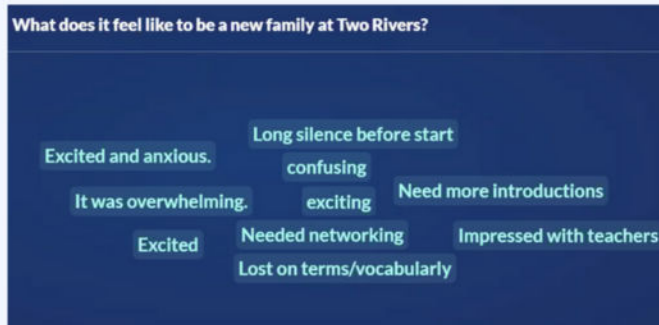 What does it feel like to be a new family at Two Rivers?
Long silence before start
Excited and anxious.
confusing
Need more introductions
It was overwhelming.
exciting
Needed networking
Impressed with teachers
Excited
Lost on terms/vocabularly